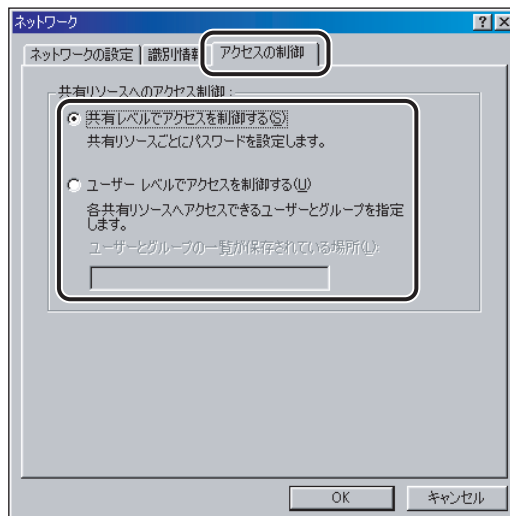 ネットワーク
ネットワークの設定 識別情報 アクセスの制御
共有リソースへのアクセス制御:
共有レベルでアクセスを制御する(S)
共有リソースごとにパスワードを設定します。
ユーザー レベルでアクセスを制御する(U)
各共有リソースへアクセスできるユーザーとグループを指定
します。
ユーザーとグループの一覧が保存されている場所(L):
OK キャンセル